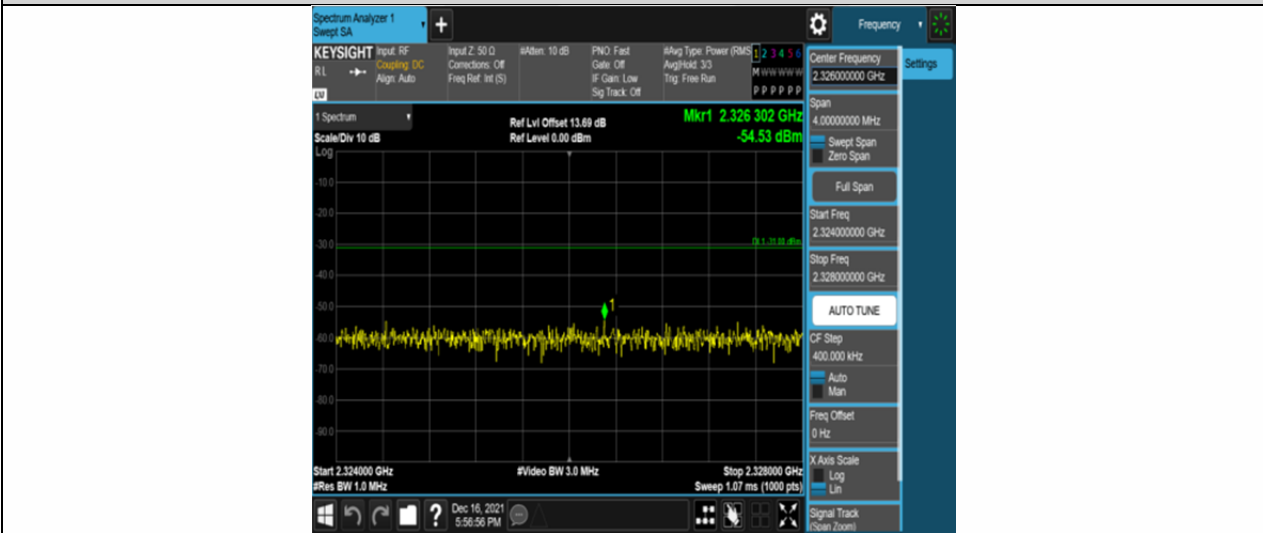 Spectrum Analyzer 1
Swept SA
+
Frequency
KEYSIGHT
RL
LXI
Input: RF
Coupling: DC
Align: Auto
Input Z: 50 Ω
Corrections: Off
Freq Ref: Int (S)
#Atten: 10 dB
PNO: Fast
Gate: Off
IF Gain: Low
Sig Track: Off
#Avg Type: Power (RMS
Avg|Hold: 3/3
Trig: Free Run
1 2 3 4 5 6
M W W W W W
P P P P P P
1 Spectrum
Scale/Div 10 dB
Log
Ref Lvl Offset 13.69 dB
Ref Level 0.00 dBm
Mkr1 2.326 302 GHz
-54.53 dBm
-10.0
-20.0
-30.0
-40.0
-50.0
-60.0
-70.0
-80.0
-90.0
1
Start 2.324000 GHz
#Res BW 1.0 MHz
#Video BW 3.0 MHz
Stop 2.328000 GHz
Sweep 1.07 ms (1000 pts)
?
Dec 16, 2021
5:56:56 PM
Center Frequency
2.326000000 GHz
Settings
Span
4.00000000 MHz
Swept Span
Zero Span
Full Span
Start Freq
2.324000000 GHz
Stop Freq
2.328000000 GHz
AUTO TUNE
CF Step
400.000 kHz
Auto
Man
Freq Offset
0 Hz
X Axis Scale
Log
Lin
Signal Track
(Span Zoom)